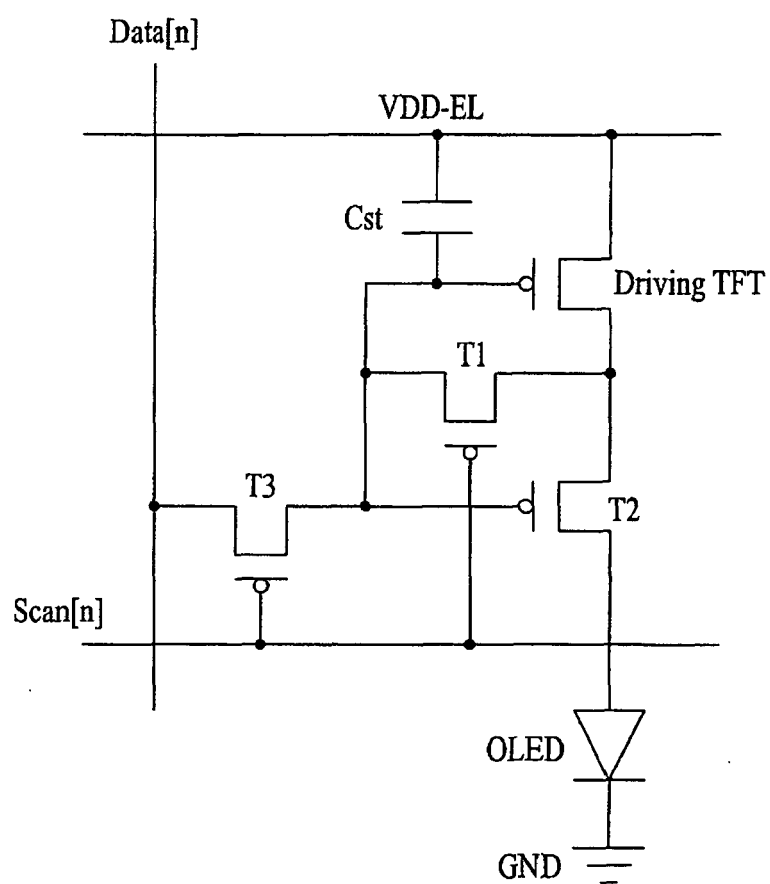 Data[n]
VDD-EL
Cst
Driving TFT
T1
T3
T2
Scan[n]
OLED
GND